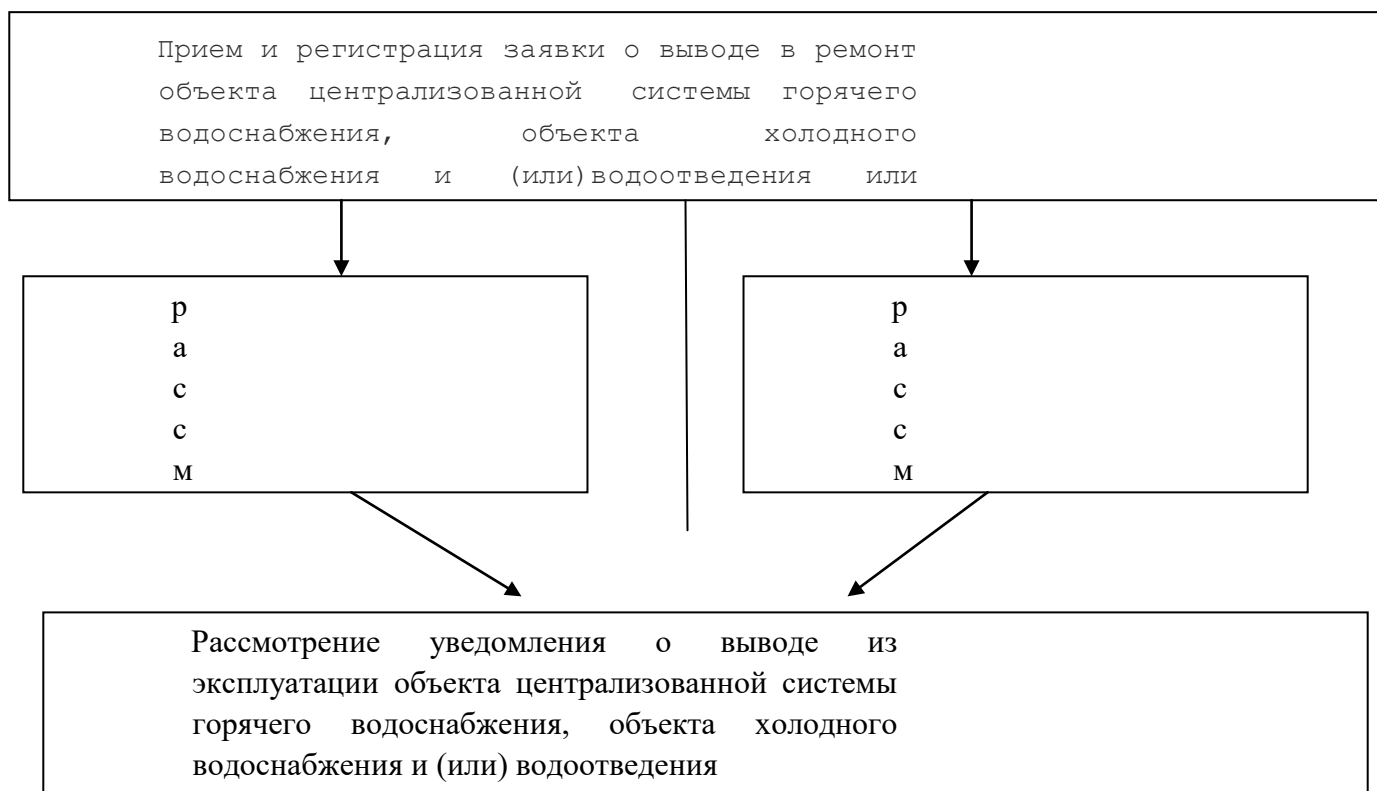 Прием и регистрация заявки о выводе в ремонт
объекта централизованной системы горячего
водоснабжения, объекта холодного
водоснабжения и (или)водоотведения или
р
а
с
с
м
р
а
с
с
м
Рассмотрение уведомления о выводе из
эксплуатации объекта централизованной системы
горячего водоснабжения, объекта холодного
водоснабжения и (или) водоотведения